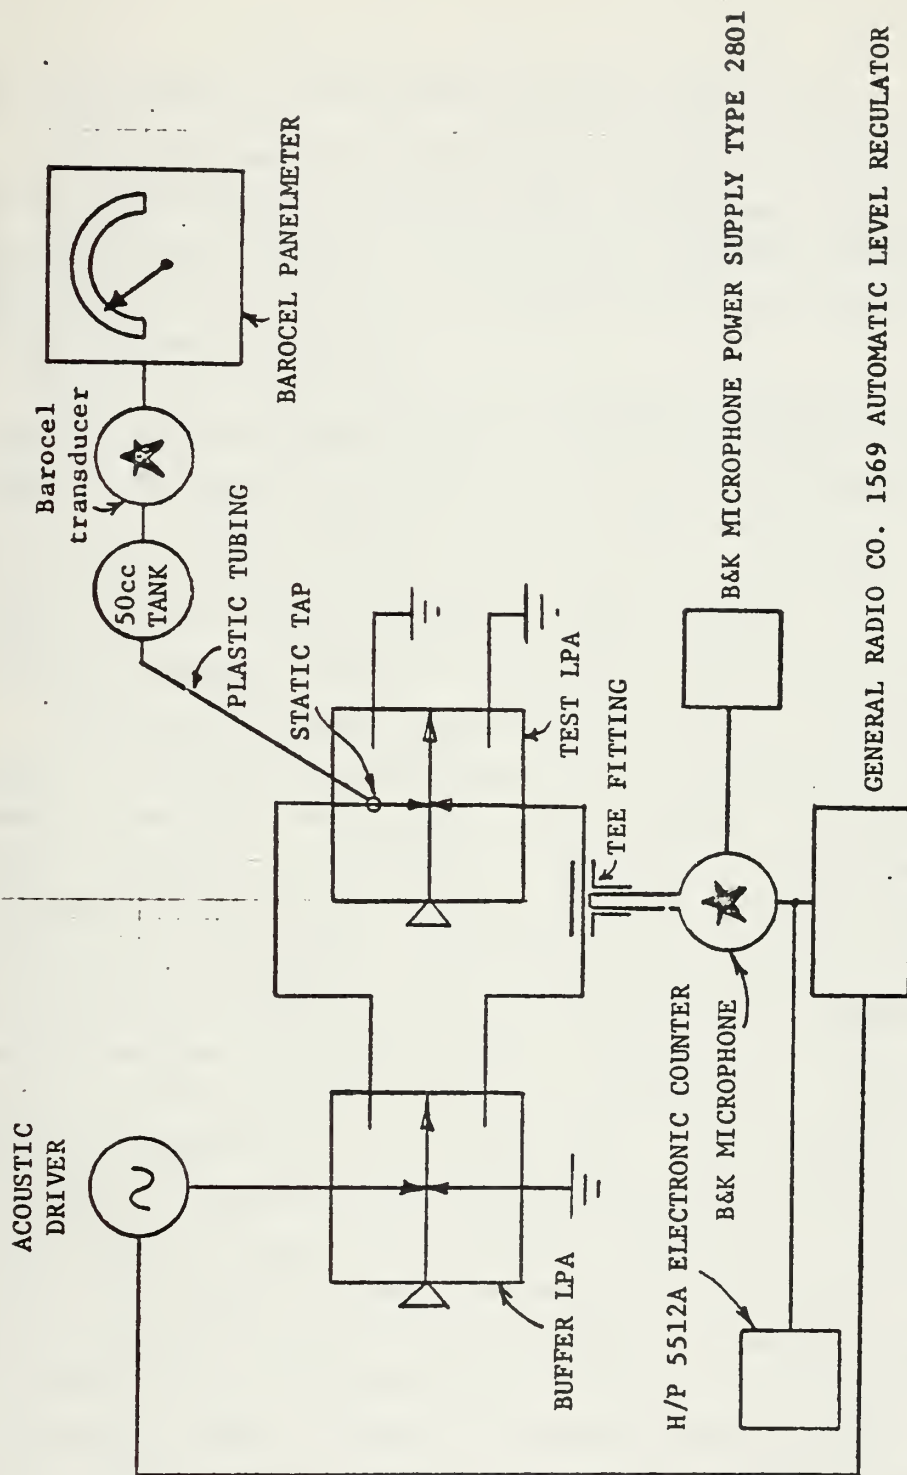 ACOUSTIC
DRIVER
BUFFER LPA
H/P 5512A ELECTRONIC COUNTER
B&K MICROPHONE
TEE FITTING
TEST LPA
STATIC TAP
PLASTIC TUBING
50cc
TANK
Barocel
transducer
BAROCEL PANELMETER
B&K MICROPHONE POWER SUPPLY TYPE 2801
GENERAL RADIO CO. 1569 AUTOMATIC LEVEL REGULATOR